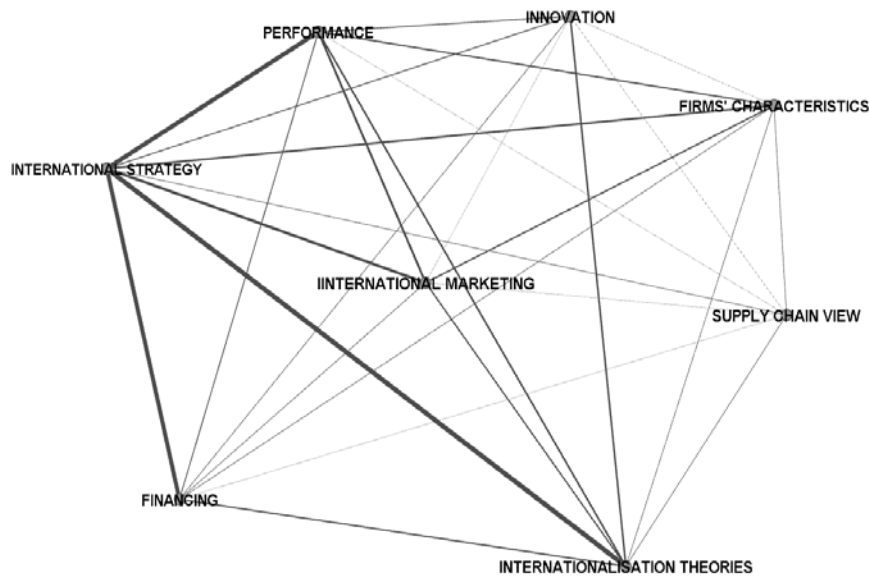 INNOVATION
PERFORMANCE
FIRMS' CHARACTERISTICS
INTERNATIONAL STRATEGY
IINTERNATIONAL MARKETING
SUPPLY CHAIN VIEW
FINANCING
INTERNATIONALISATION THEORIES